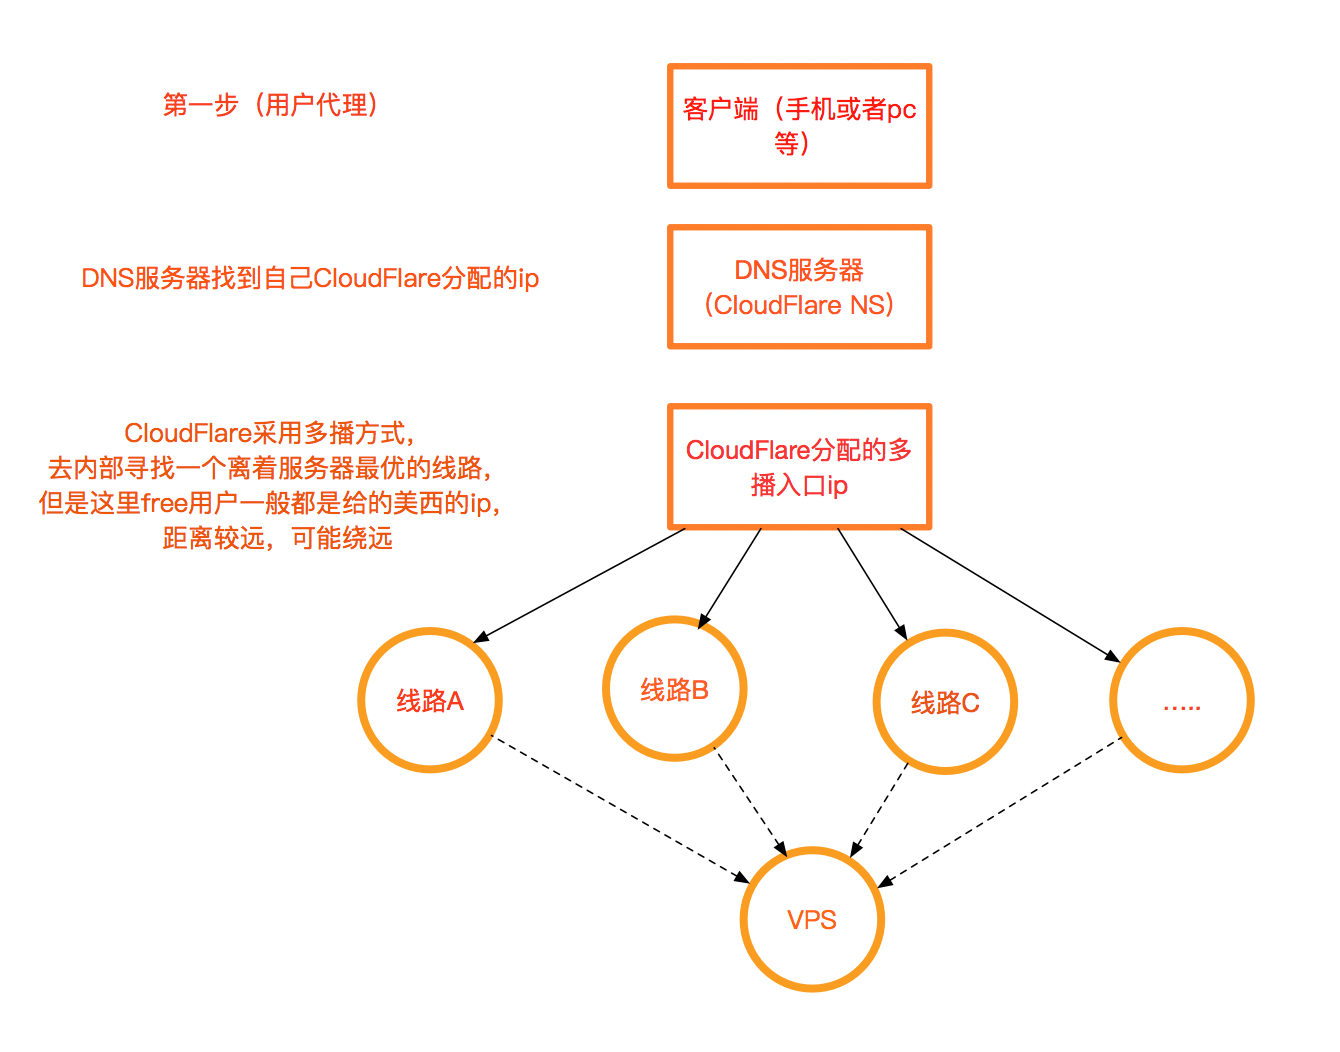 第一步（用户代理）
客户端（手机或者pc
等）
DNS服务器找到自己CloudFlare分配的ip
DNS服务器
（CloudFlare NS）
CloudFlare采用多播方式，
去内部寻找一个离着服务器最优的线路，
但是这里free用户一般都是给的美西的ip，
距离较远，可能绕远
CloudFlare分配的多
播入口ip
线路A
线路B
线路C
.....
VPS